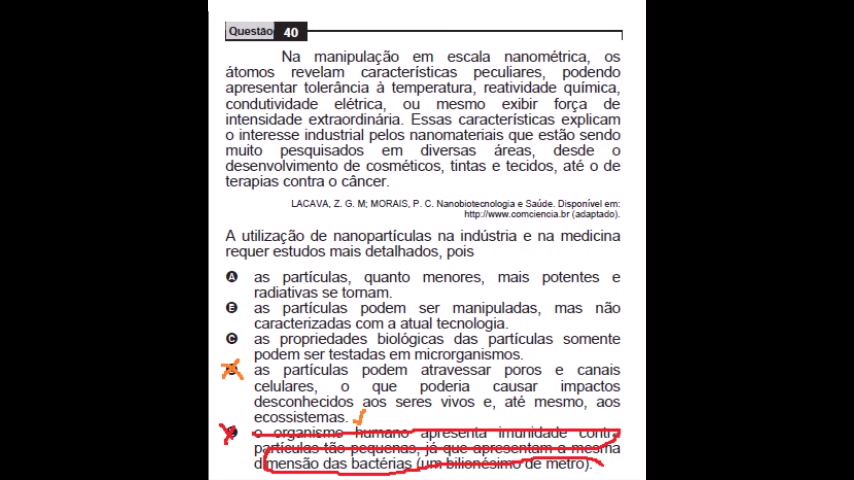 Questão 40
Na manipulação em escala nanométrica, os
átomos revelam características peculiares, podendo
apresentar tolerância à temperatura, reatividade química,
condutividade elétrica, ou mesmo exibir força de
intensidade extraordinária. Essas características explicam
o interesse industrial pelos nanomateriais que estão sendo
muito pesquisados em diversas áreas, desde o
desenvolvimento de cosméticos, tintas e tecidos, até o de
terapias contra o câncer.
LACAVA, Z. G. M; MORAIS, P. C. Nanobiotecnologia e Saúde. Disponível em:
http://www.comciencia.br (adaptado).
A utilização de nanopartículas na indústria e na medicina
requer estudos mais detalhados, pois
A as partículas, quanto menores, mais potentes e
radiativas se tornam.
E as partículas podem ser manipuladas, mas não
caracterizadas com a atual tecnologia.
C as propriedades biológicas das partículas somente
podem ser testadas em microrganismos.
as partículas podem atravessar poros e canais
celulares, o que poderia causar impactos
desconhecidos aos seres vivos e, até mesmo, aos
ecossistemas.
o organismo humano apresenta imunidade contra
partículas tão pequenas, já que apresentam a mesma
dimensão das bactérias (um bilionésimo de metro).